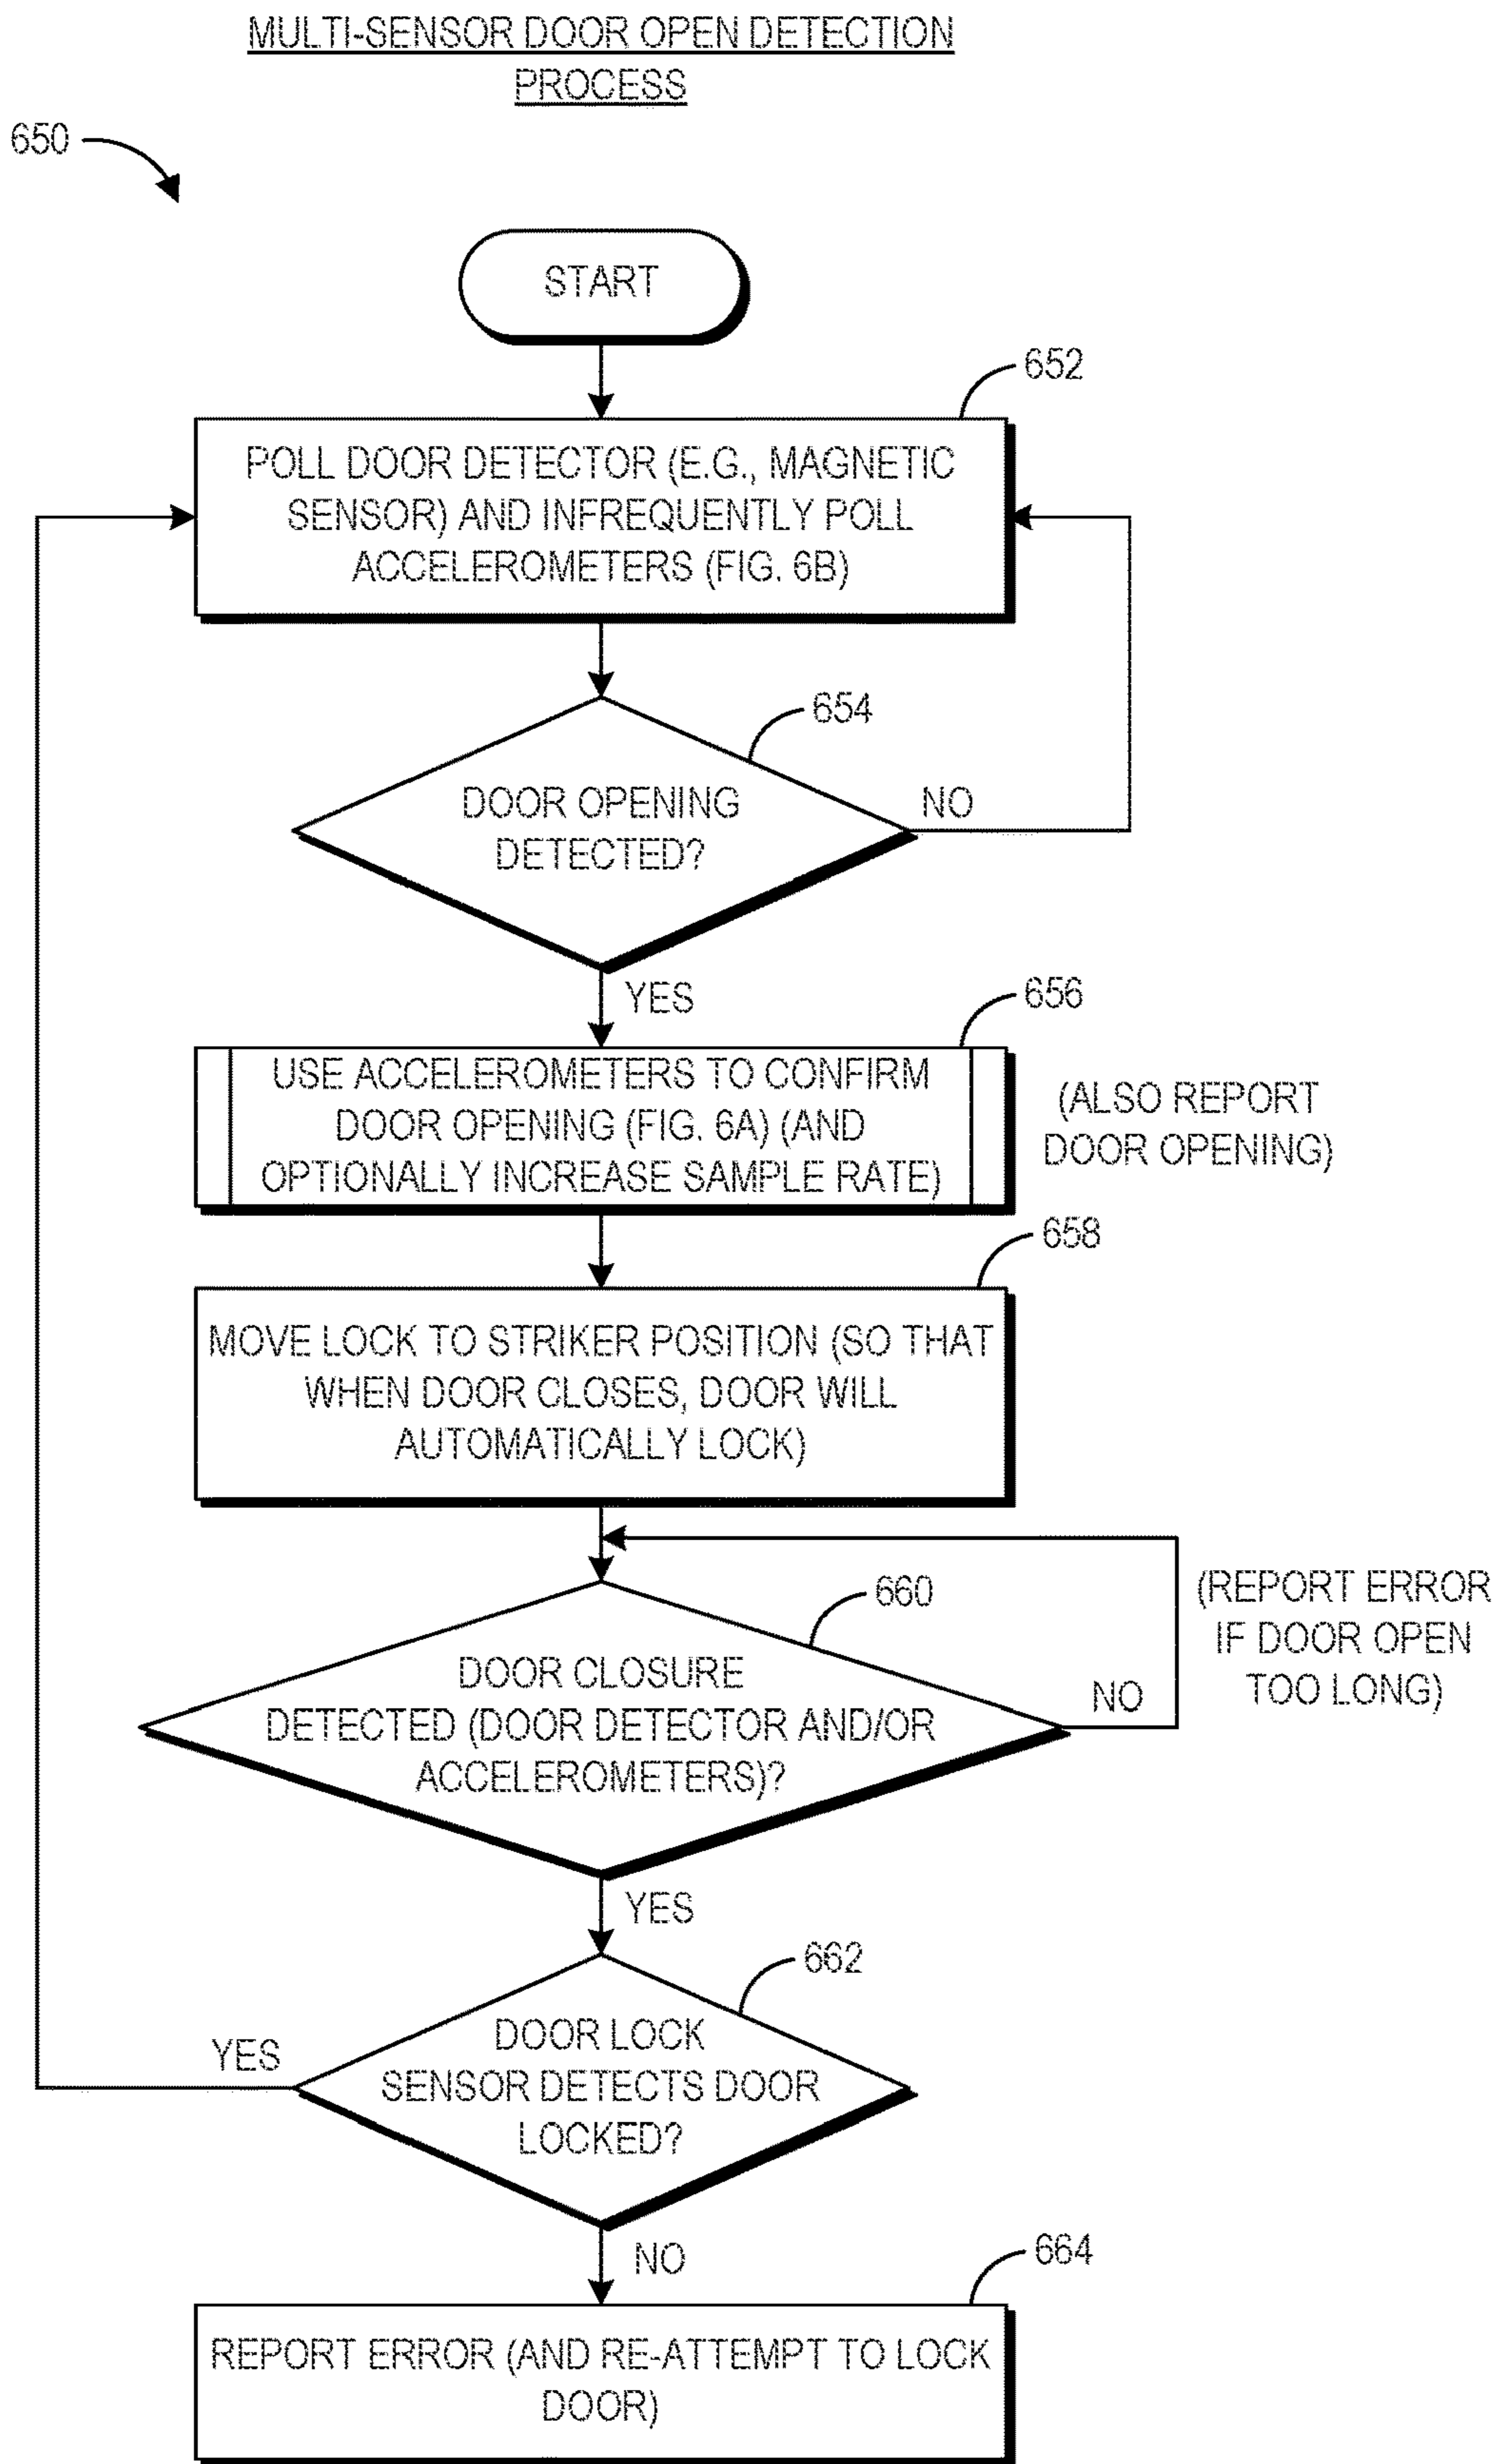 MULTI-SENSOR DOOR OPEN DETECTION
PROCESS
650
START
652
POLL DOOR DETECTOR (E.G., MAGNETIC
SENSOR) AND INFREQUENTLY POLL
ACCELEROMETERS (FIG. 6B)
654
DOOR OPENING
DETECTED?
NO
YES
656
USE ACCELEROMETERS TO CONFIRM
DOOR OPENING (FIG. 6A) (AND
OPTIONALLY INCREASE SAMPLE RATE)
(ALSO REPORT
DOOR OPENING)
658
MOVE LOCK TO STRIKER POSITION (SO THAT
WHEN DOOR CLOSES, DOOR WILL
AUTOMATICALLY LOCK)
660
DOOR CLOSURE
DETECTED (DOOR DETECTOR AND/OR
ACCELEROMETERS)?
NO
(REPORT ERROR
IF DOOR OPEN
TOO LONG)
YES
662
DOOR LOCK
SENSOR DETECTS DOOR
LOCKED?
YES
NO
664
REPORT ERROR (AND RE-ATTEMPT TO LOCK
DOOR)